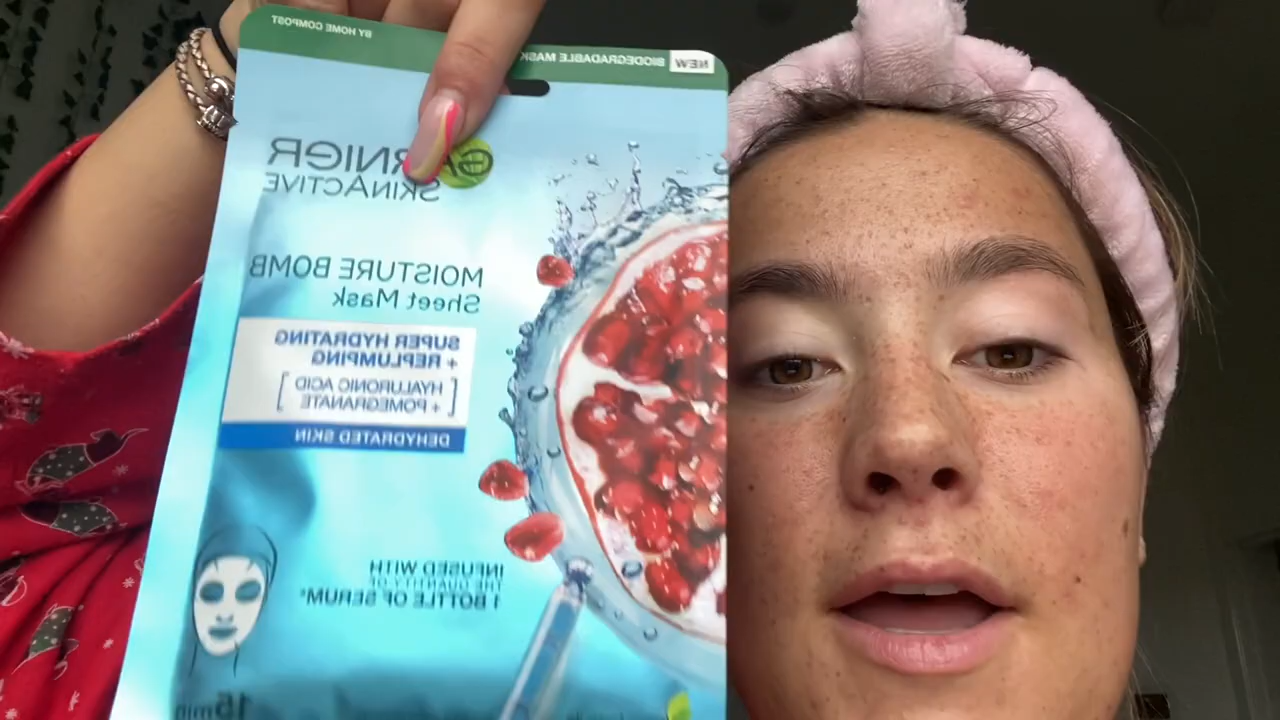 BY HOME COMPOST
BIODEGRADABLE MASK
NEW
GARNIER
SKINACTIVE
MOISTURE BOMB
Sheet Mask
SUPER HYDRATING
+ REPLUMPING
HYALURONIC ACID
+ POMEGRANATE
DEHYDRATED SKIN
INFUSED WITH
THE QUANTITY OF
1 BOTTLE OF SERUM*
15min